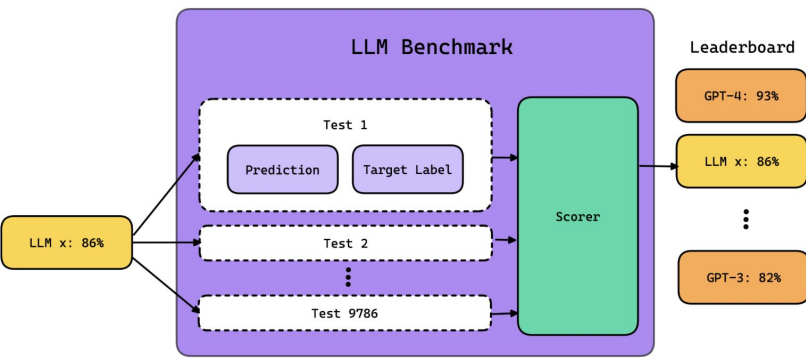 LLM Benchmark
Leaderboard
GPT-4: 93%
Test 1
Prediction
Target Label
LLM x: 86%
Scorer
LLM x: 86%
Test 2
GPT-3: 82%
Test 9786